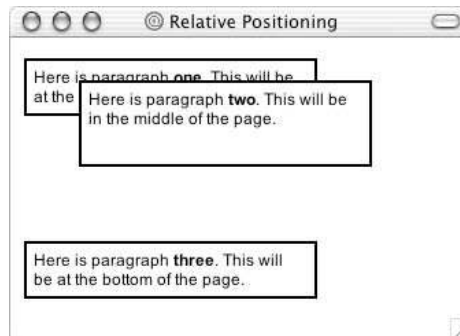 Relative Positioning
Here is paragraph one. This will be
at the
Here is paragraph two. This will be
in the middle of the page.
Here is paragraph three. This will
be at the bottom of the page.